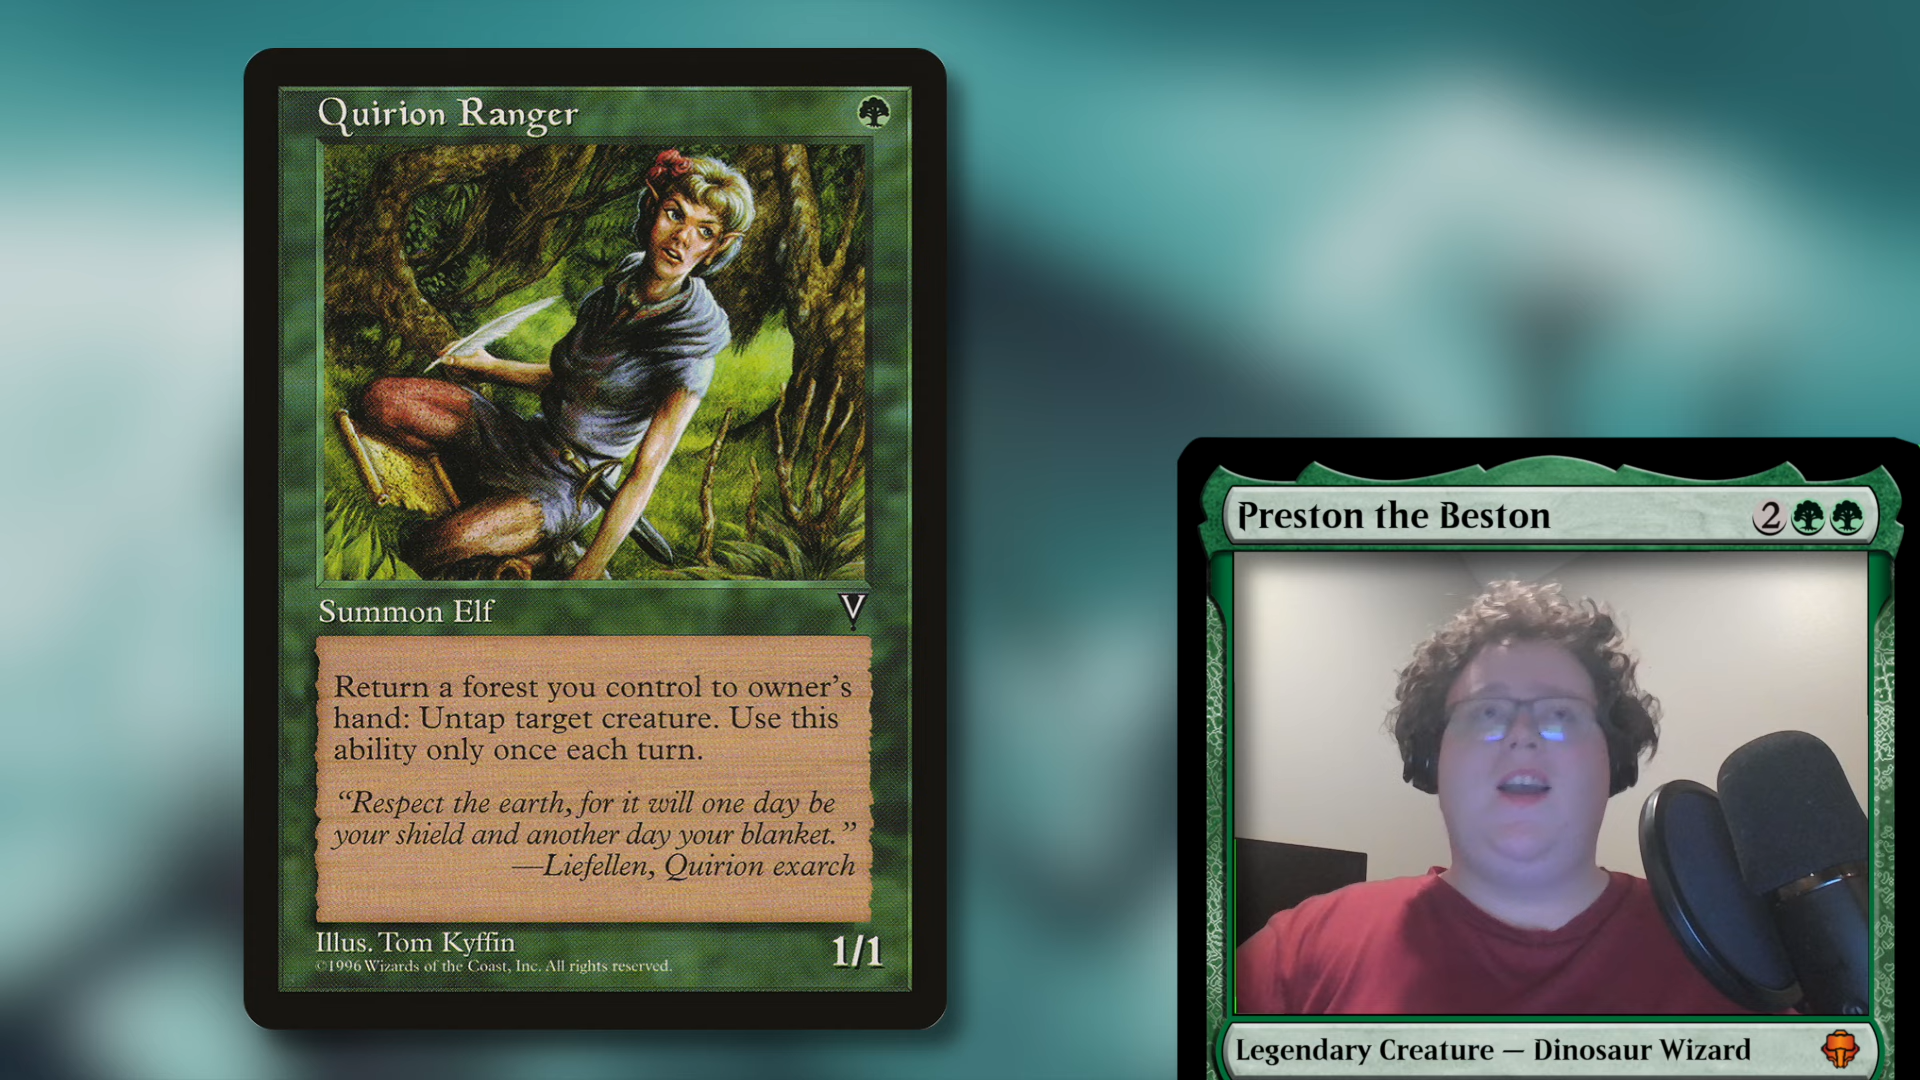 Quirion Ranger
Summon Elf
V
Return a forest you control to owner's
hand: Untap target creature. Use this
ability only once each turn.
"Respect the earth, for it will one day be
your shield and another day your blanket."
—Liefellen, Quirion exarch
Illus. Tom Kyffin
1/1
©1996 Wizards of the Coast, Inc. All rights reserved.
Preston the Beston
2
Legendary Creature — Dinosaur Wizard